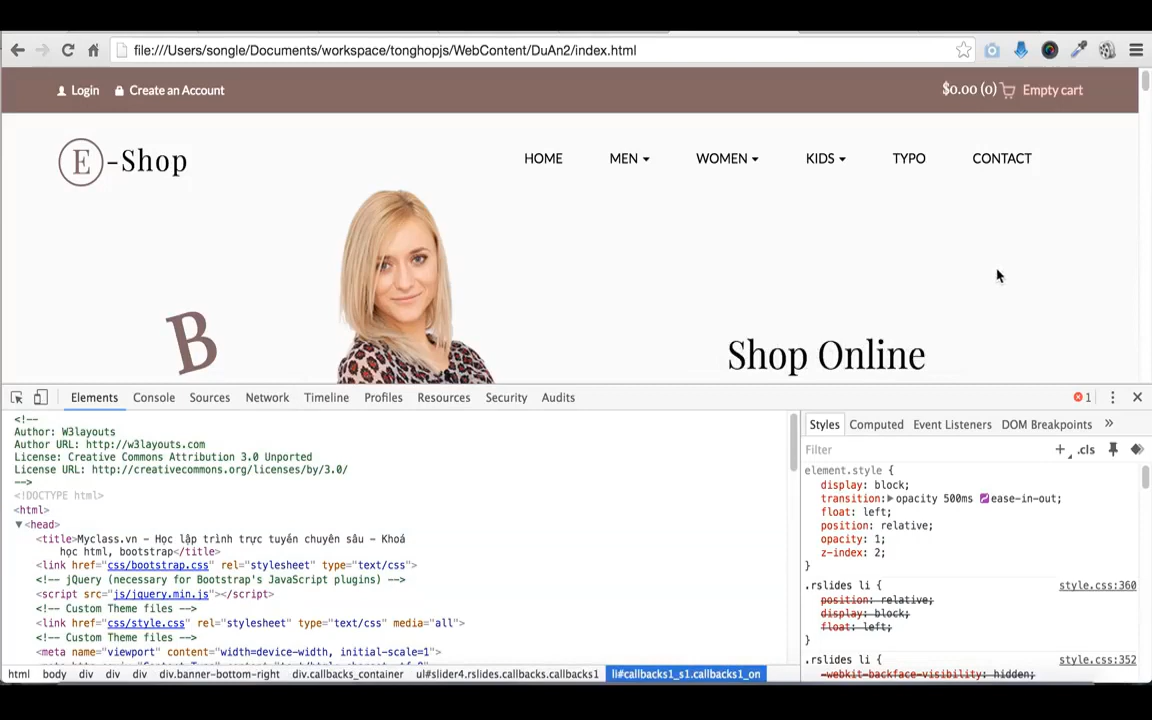 file:///Users/songle/Documents/workspace/tonghopjs/WebContent/DuAn2/index.html
Login Create an Account $0.00 (0) Empty cart
E-Shop HOME MEN WOMEN KIDS TYPO CONTACT
B
Shop Online
Elements Console Sources Network Timeline Profiles Resources Security Audits 1
<!--
Author: W3layouts
Author URL: http://w3layouts.com
License: Creative Commons Attribution 3.0 Unported
License URL: http://creativecommons.org/licenses/by/3.0/
-->
<!DOCTYPE html>
<html>
<head>
<title>Myclass.vn - Học lập trình trực tuyến chuyên sâu - Khoá
học html, bootstrap</title>
<link href="css/bootstrap.css" rel="stylesheet" type="text/css">
<!-- jQuery (necessary for Bootstrap's JavaScript plugins) -->
<script src="js/jquery.min.js"></script>
<!-- Custom Theme files -->
<link href="css/style.css" rel="stylesheet" type="text/css" media="all">
<!-- Custom Theme files -->
<meta name="viewport" content="width=device-width, initial-scale=1">
html body div div div div.banner-bottom-right div.callbacks_container ul#slider4.rslides.callbacks.callbacks1 li#callbacks1_s1.callbacks1_on
Styles Computed Event Listeners DOM Breakpoints »
Filter + .cls
element.style {
display: block;
transition: opacity 500ms ease-in-out;
float: left;
position: relative;
opacity: 1;
z-index: 2;
}
.rslides li { style.css:360
position: relative;
display: block;
float: left;
}
.rslides li { style.css:352
-webkit-backface-visibility: hidden;